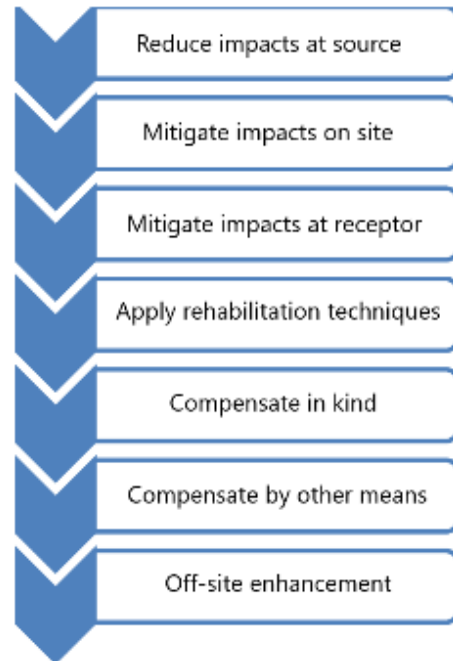 Reduce impacts at source
Mitigate impacts on site
Mitigate impacts at receptor
Apply rehabilitation techniques
Compensate in kind
Compensate by other means
Off-site enhancement